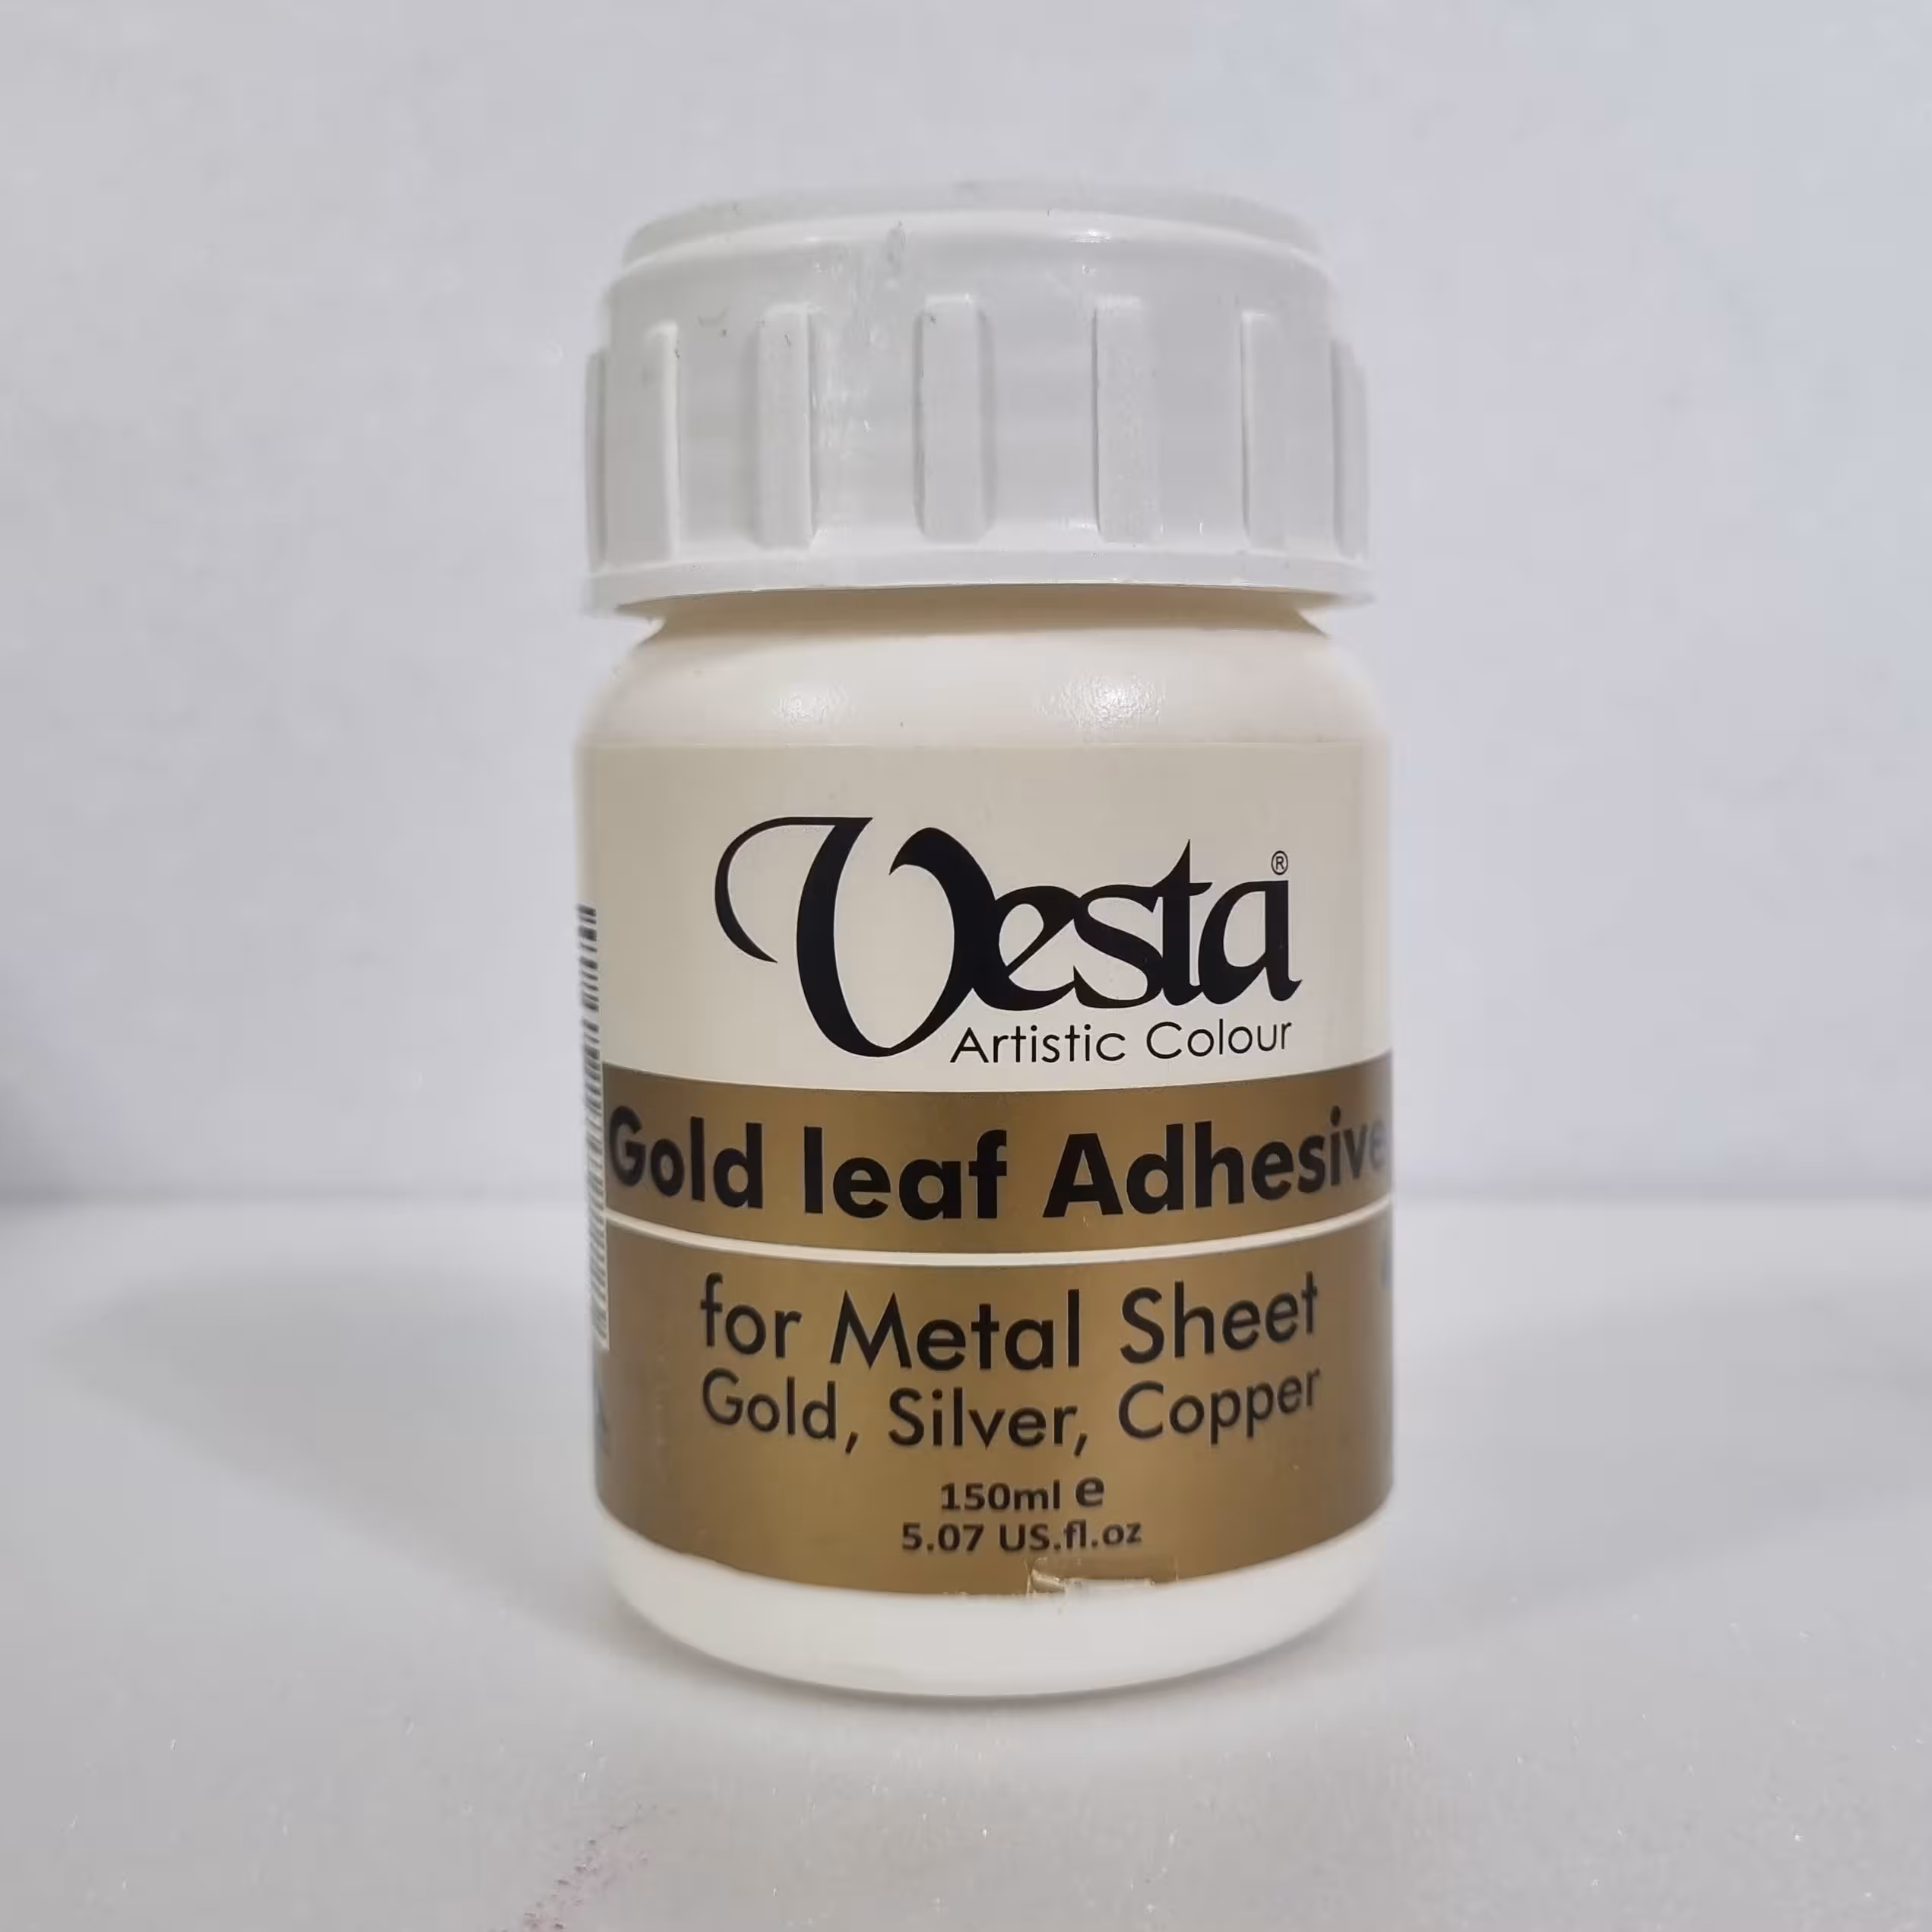 Vesta®
Artistic Colour
Gold leaf Adhesive
for Metal Sheet
Gold, Silver, Copper
150ml e
5.07 US.fl.oz